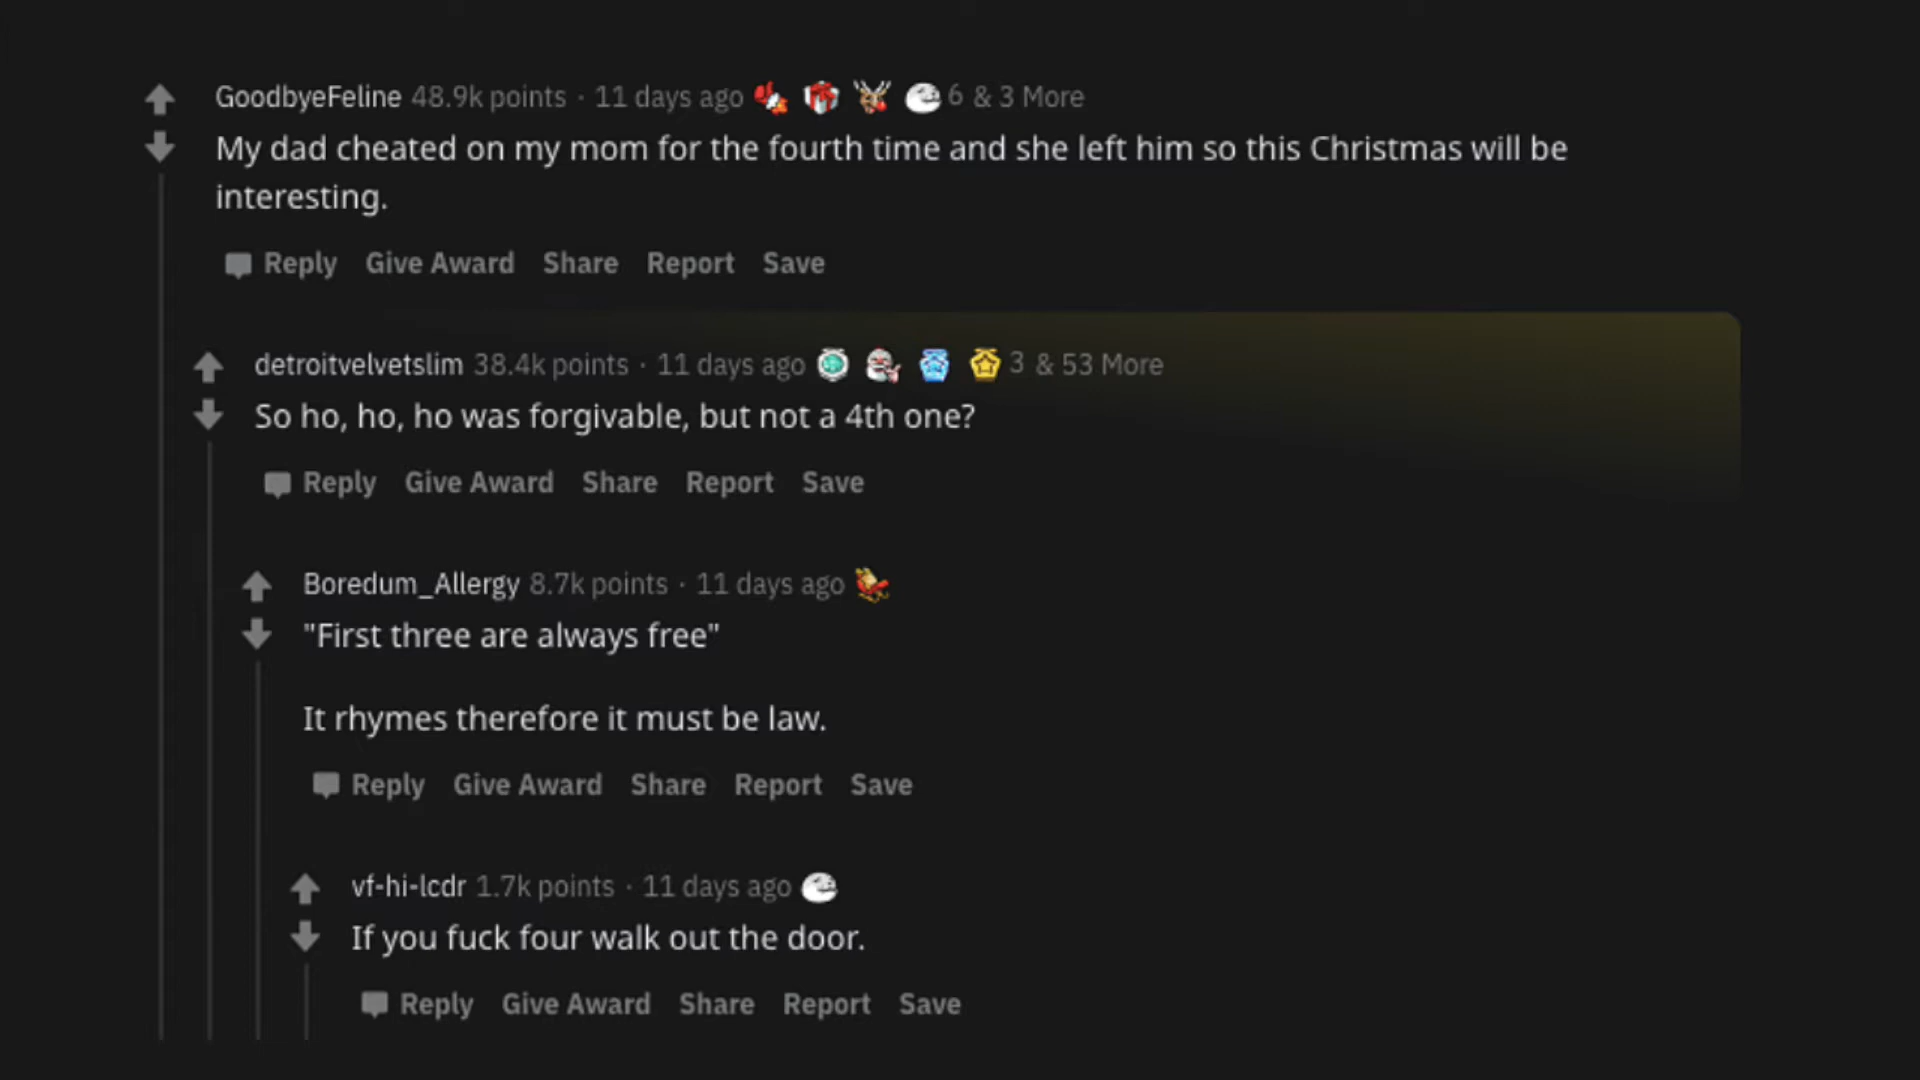 GoodbyeFeline 48.9k points · 11 days ago 6 & 3 More
My dad cheated on my mom for the fourth time and she left him so this Christmas will be
interesting.
Reply Give Award Share Report Save
detroitvelvetslim 38.4k points · 11 days ago 3 & 53 More
So ho, ho, ho was forgivable, but not a 4th one?
Reply Give Award Share Report Save
Boredum_Allergy 8.7k points · 11 days ago
"First three are always free"
It rhymes therefore it must be law.
Reply Give Award Share Report Save
vf-hi-lcdr 1.7k points · 11 days ago
If you fuck four walk out the door.
Reply Give Award Share Report Save